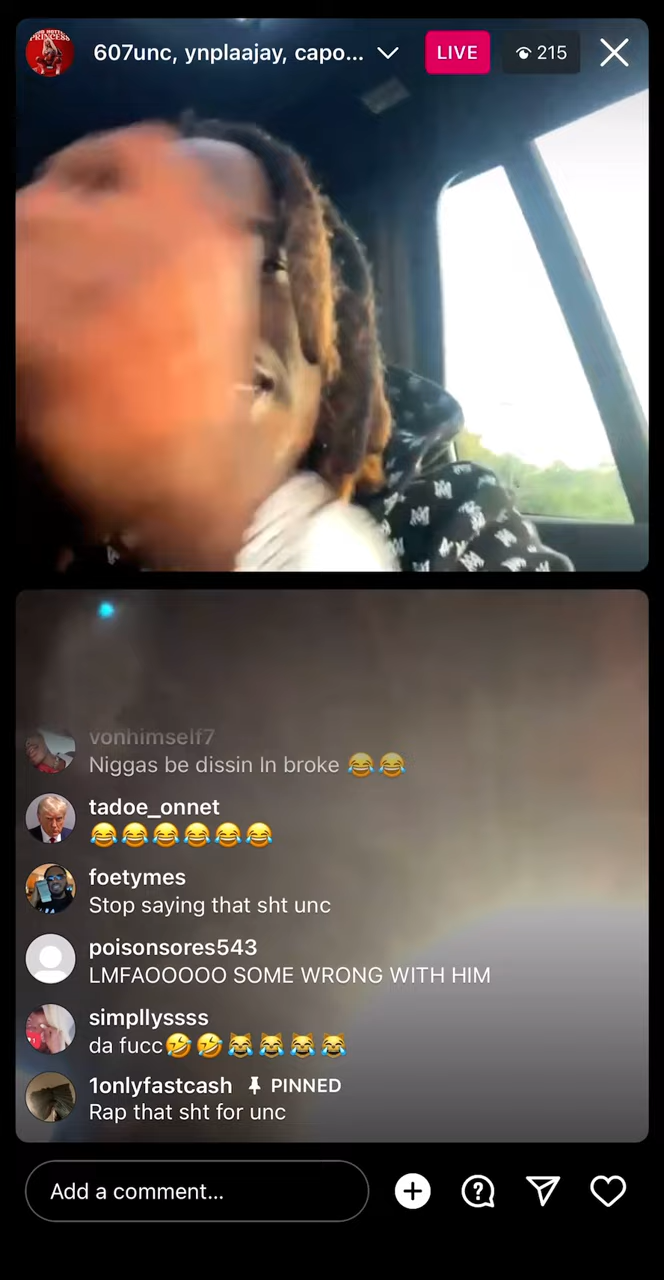 607unc, ynplaajay, capo...
LIVE
215
vonhimself7
Niggas be dissin In broke 😂😂
tadoe_onnet
😂😂😂😂😂😂
foetymes
Stop saying that sht unc
poisonsores543
LMFAOOOOO SOME WRONG WITH HIM
simpllyssss
da fucc🤣🤣😹😹😹😹
1onlyfastcash PINNED
Rap that sht for unc
Add a comment...